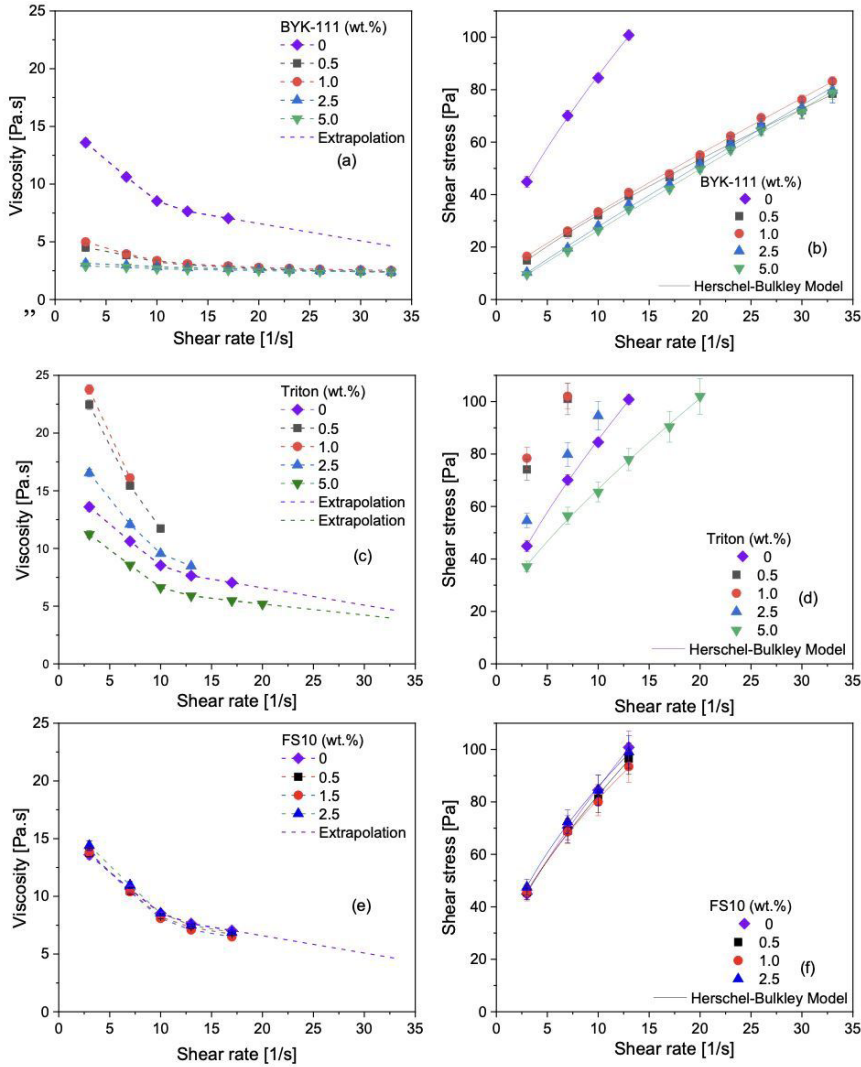 25
20
15
10
5
0
Viscosity [Pa.s]
BYK-111 (wt.%)
0
0.5
1.0
2.5
5.0
Extrapolation
(a)
0 5 10 15 20 25 30 35
Shear rate [1/s]
”
100
80
60
40
20
0
Shear stress [Pa]
BYK-111 (wt.%)
0
0.5
1.0
2.5
5.0
Herschel-Bulkley Model
(b)
0 5 10 15 20 25 30 35
Shear rate [1/s]
25
20
15
10
5
0
Viscosity [Pa.s]
Triton (wt.%)
0
0.5
1.0
2.5
5.0
Extrapolation
Extrapolation
(c)
0 5 10 15 20 25 30 35
Shear rate [1/s]
100
80
60
40
20
0
Shear stress [Pa]
Triton (wt.%)
0
0.5
1.0
2.5
5.0
Herschel-Bulkley Model
(d)
0 5 10 15 20 25 30 35
Shear rate [1/s]
25
20
15
10
5
0
Viscosity [Pa.s]
FS10 (wt.%)
0
0.5
1.5
2.5
Extrapolation
(e)
0 5 10 15 20 25 30 35
Shear rate [1/s]
100
80
60
40
20
0
Shear stress [Pa]
FS10 (wt.%)
0
0.5
1.0
2.5
Herschel-Bulkley Model
(f)
0 5 10 15 20 25 30 35
Shear rate [1/s]